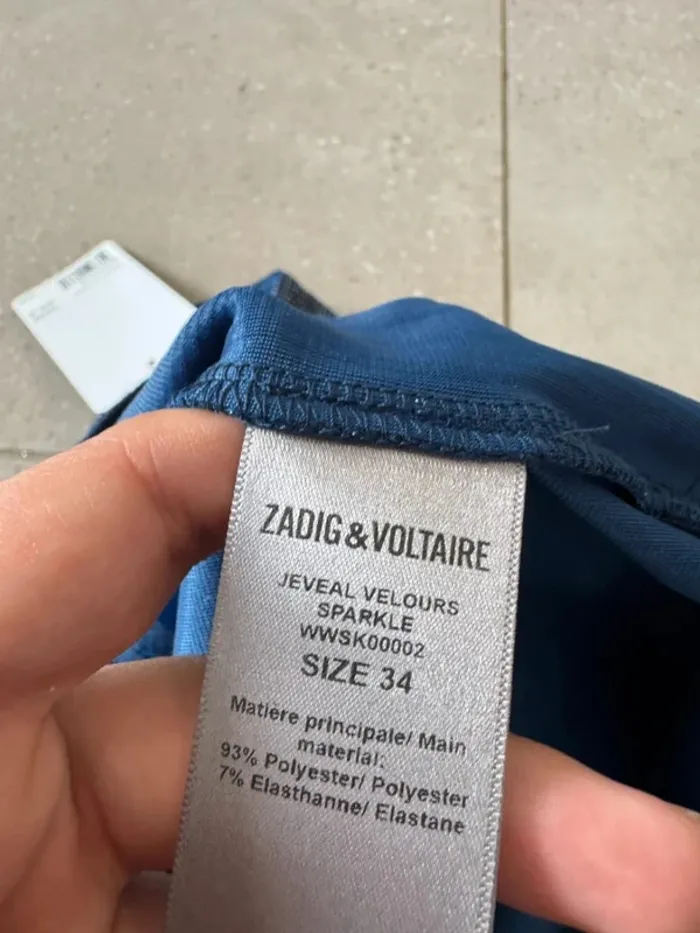 ZADIG&VOLTAIRE
JEVEAL VELOURS
SPARKLE
WWSK00002
SIZE 34
Matiere principale/ Main
material:
93% Polyester/ Polyester
7% Elasthanne/ Elastane